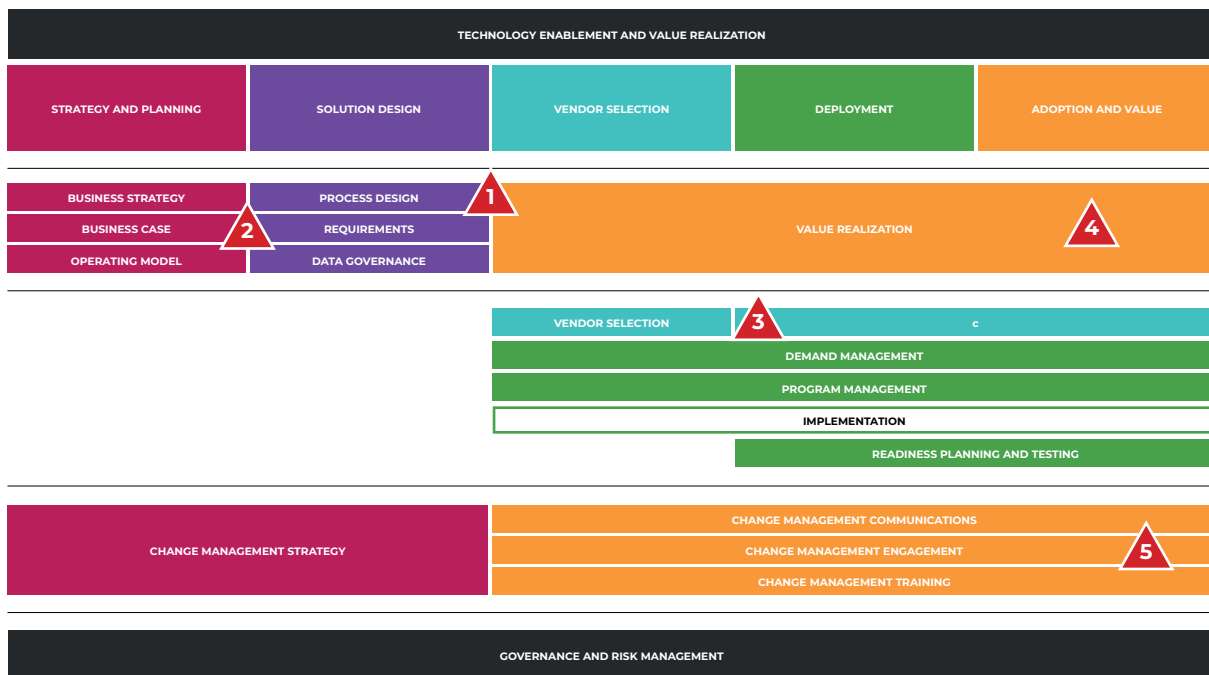 TECHNOLOGY ENABLEMENT AND VALUE REALIZATION
STRATEGY AND PLANNING
SOLUTION DESIGN
VENDOR SELECTION
DEPLOYMENT
ADOPTION AND VALUE
BUSINESS STRATEGY
BUSINESS CASE
OPERATING MODEL
2
PROCESS DESIGN
REQUIREMENTS
DATA GOVERNANCE
1
VALUE REALIZATION
4
VENDOR SELECTION
3
c
DEMAND MANAGEMENT
PROGRAM MANAGEMENT
IMPLEMENTATION
READINESS PLANNING AND TESTING
CHANGE MANAGEMENT STRATEGY
CHANGE MANAGEMENT COMMUNICATIONS
CHANGE MANAGEMENT ENGAGEMENT
CHANGE MANAGEMENT TRAINING
5
GOVERNANCE AND RISK MANAGEMENT